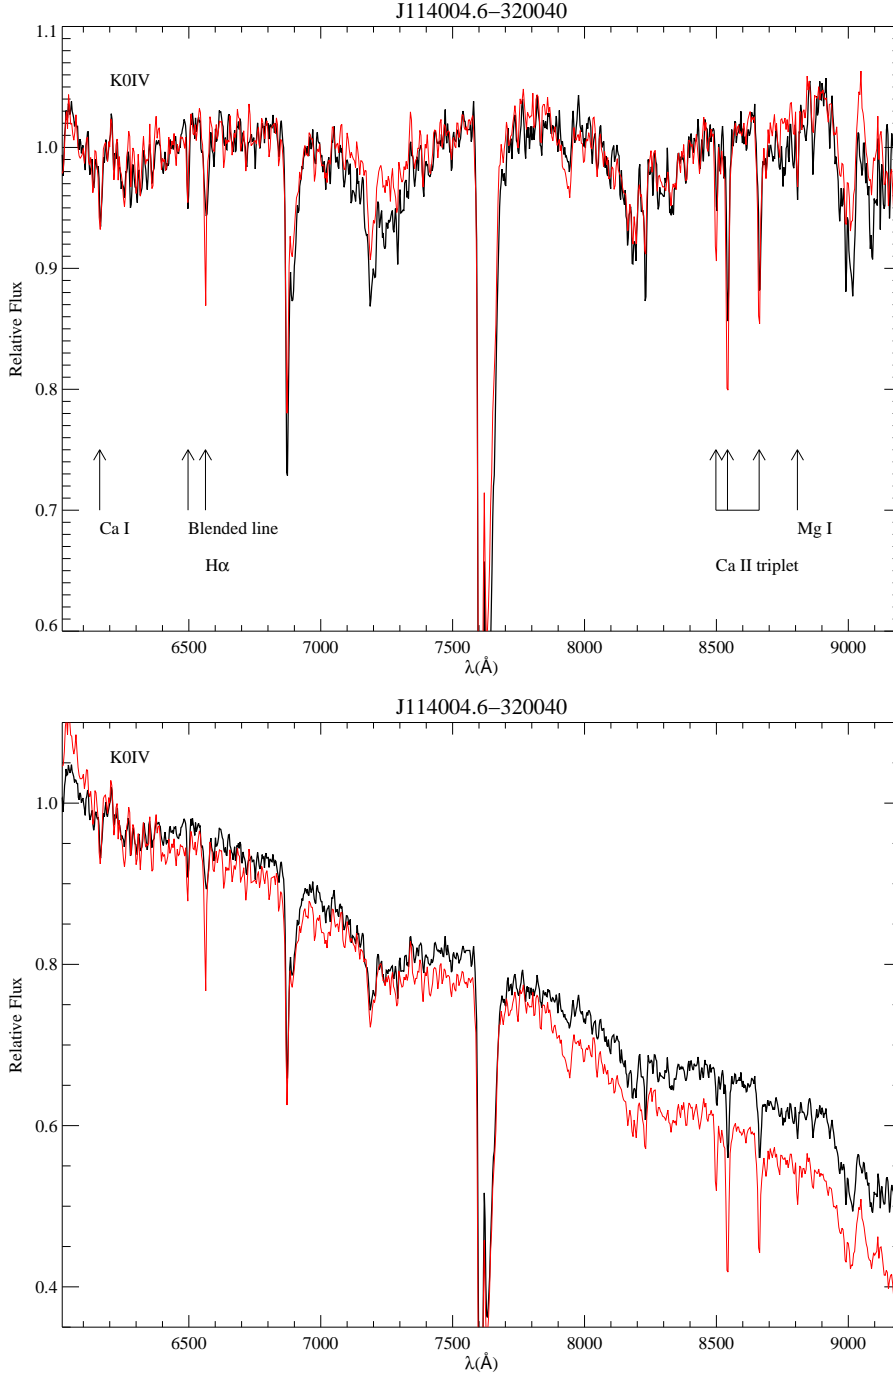 J114004.6−320040
1.1
K0IV
1.0
0.9
Relative Flux
0.8
0.7
Ca I
Blended line
Mg I
Hα
Ca II triplet
0.6
6500 7000 7500 8000 8500 9000
λ(Å)
J114004.6−320040
K0IV
1.0
0.8
Relative Flux
0.6
0.4
6500 7000 7500 8000 8500 9000
λ(Å)